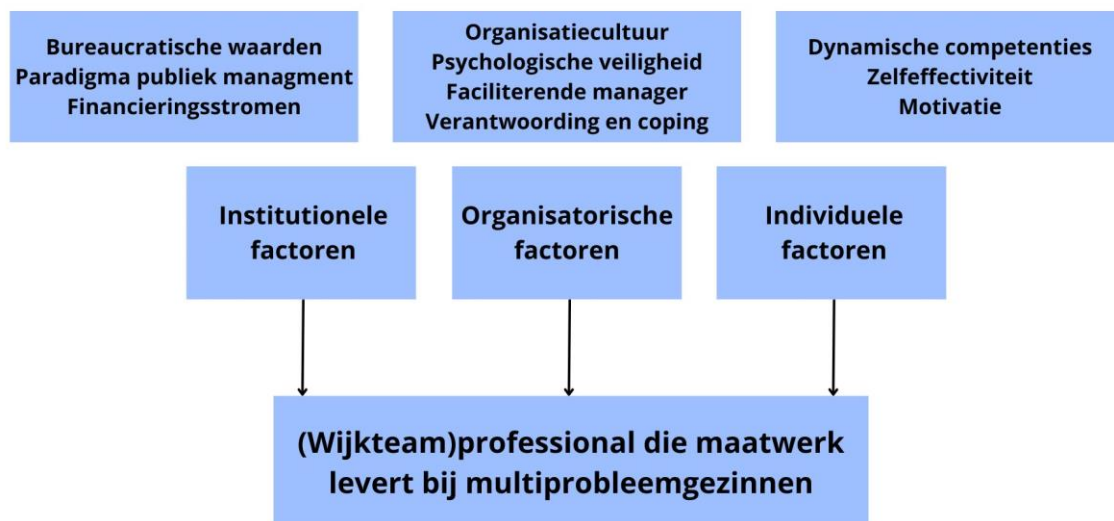 Bureaucratische waarden
Paradigma publiek managment
Financieringsstromen
Organisatiecultuur
Psychologische veiligheid
Faciliterende manager
Verantwoording en coping
Dynamische competenties
Zelfeffectiviteit
Motivatie
Institutionele
factoren
Organisatorische
factoren
Individuele
factoren
(Wijkteam)professional die maatwerk
levert bij multiprobleemgezinnen